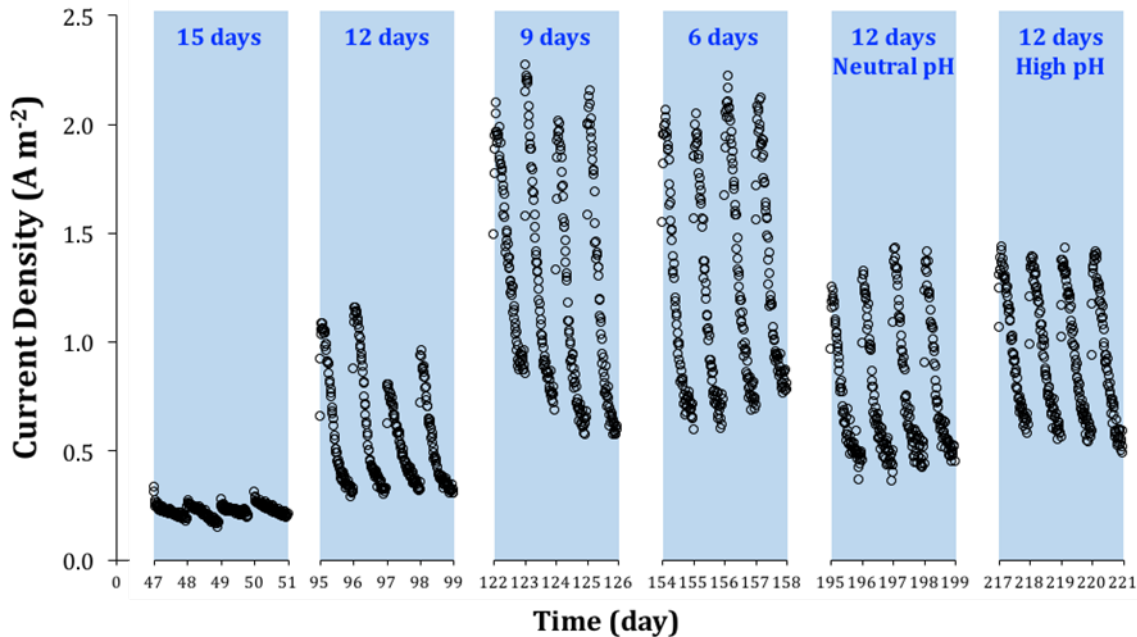 2.5
2.0
1.5
1.0
0.5
0.0
Current Density (A m-2)
15 days
12 days
9 days
6 days
12 days
Neutral pH
12 days
High pH
0
47 48 49 50 51
95 96 97 98 99
122 123 124 125 126
154 155 156 157 158
195 196 197 198 199
217 218 219 220 221
Time (day)